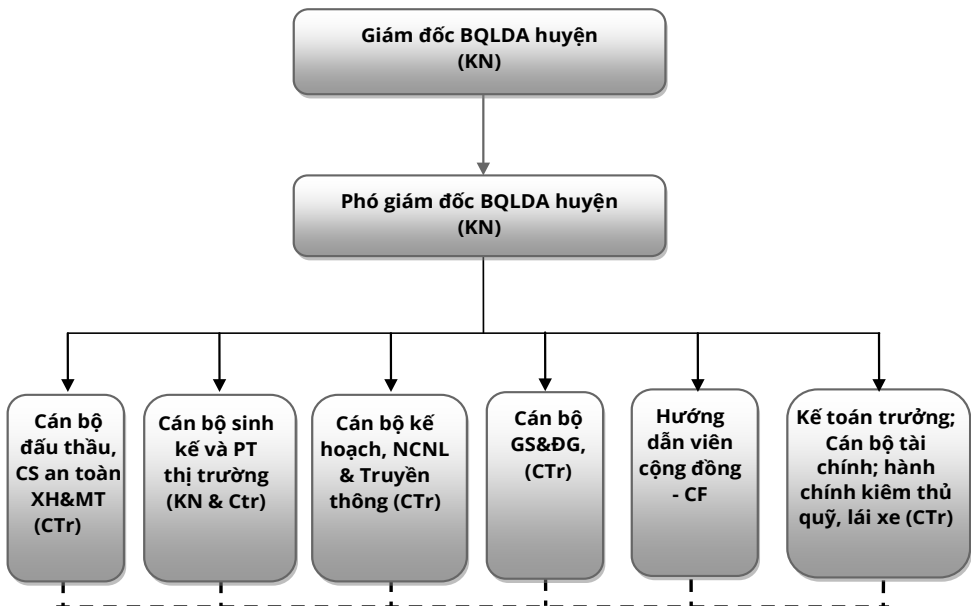 Giám đốc BQLDA huyện
(KN)
Phó giám đốc BQLDA huyện
(KN)
Cán bộ
đấu thầu,
CS an toàn
XH&MT
(CTr)
Cán bộ sinh
kế và PT
thị trường
(KN & Ctr)
Cán bộ kế
hoạch, NCNL
& Truyền
thông (CTr)
Cán bộ
GS&ĐG,
(CTr)
Hướng
dẫn viên
cộng đồng
- CF
Kế toán trưởng;
Cán bộ tài
chính; hành
chính kiêm thủ
quỹ, lái xe (CTr)